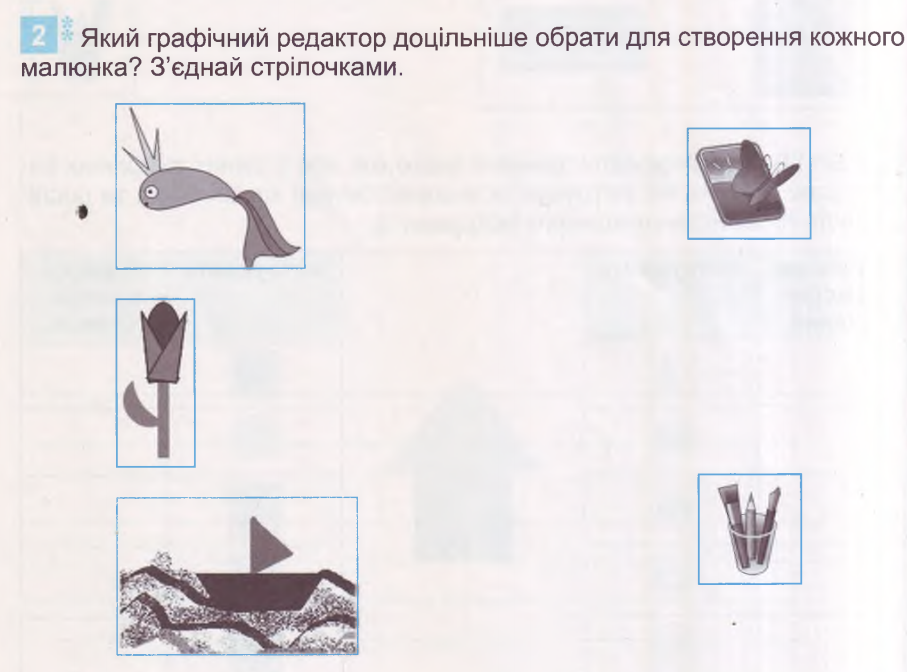 2** Який графічний редактор доцільніше обрати для створення кожного
малюнка? З’єднай стрілочками.